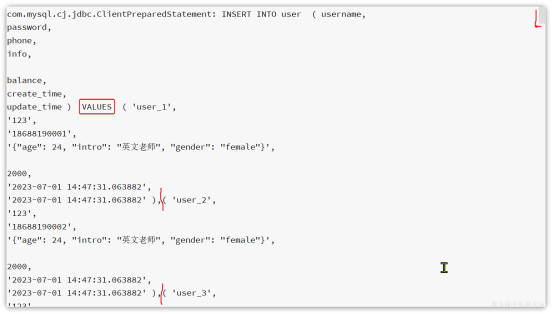 com.mysql.cj.jdbc.ClientPreparedStatement: INSERT INTO user  ( username,
password,
phone,
info,
balance,
create_time,
update_time )  VALUES  ( 'user_1',
'123',
'18688190001',
'{"age": 24, "intro": "英文老师", "gender": "female"}',
2000,
'2023-07-01 14:47:31.063882',
'2023-07-01 14:47:31.063882' ),( 'user_2',
'123',
'18688190002',
'{"age": 24, "intro": "英文老师", "gender": "female"}',
2000,
'2023-07-01 14:47:31.063882',
'2023-07-01 14:47:31.063882' ),( 'user_3',
'123',